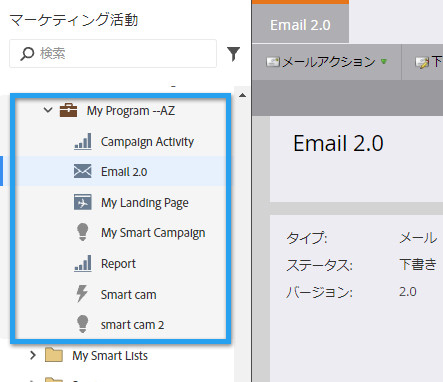 マーケティング活動
検索
My Program --AZ
Campaign Activity
Email 2.0
My Landing Page
My Smart Campaign
Report
Smart cam
smart cam 2
My Smart Lists
Email 2.0
メールアクション
下
Email 2.0
タイプ: メール
ステータス: 下書き
バージョン: 2.0